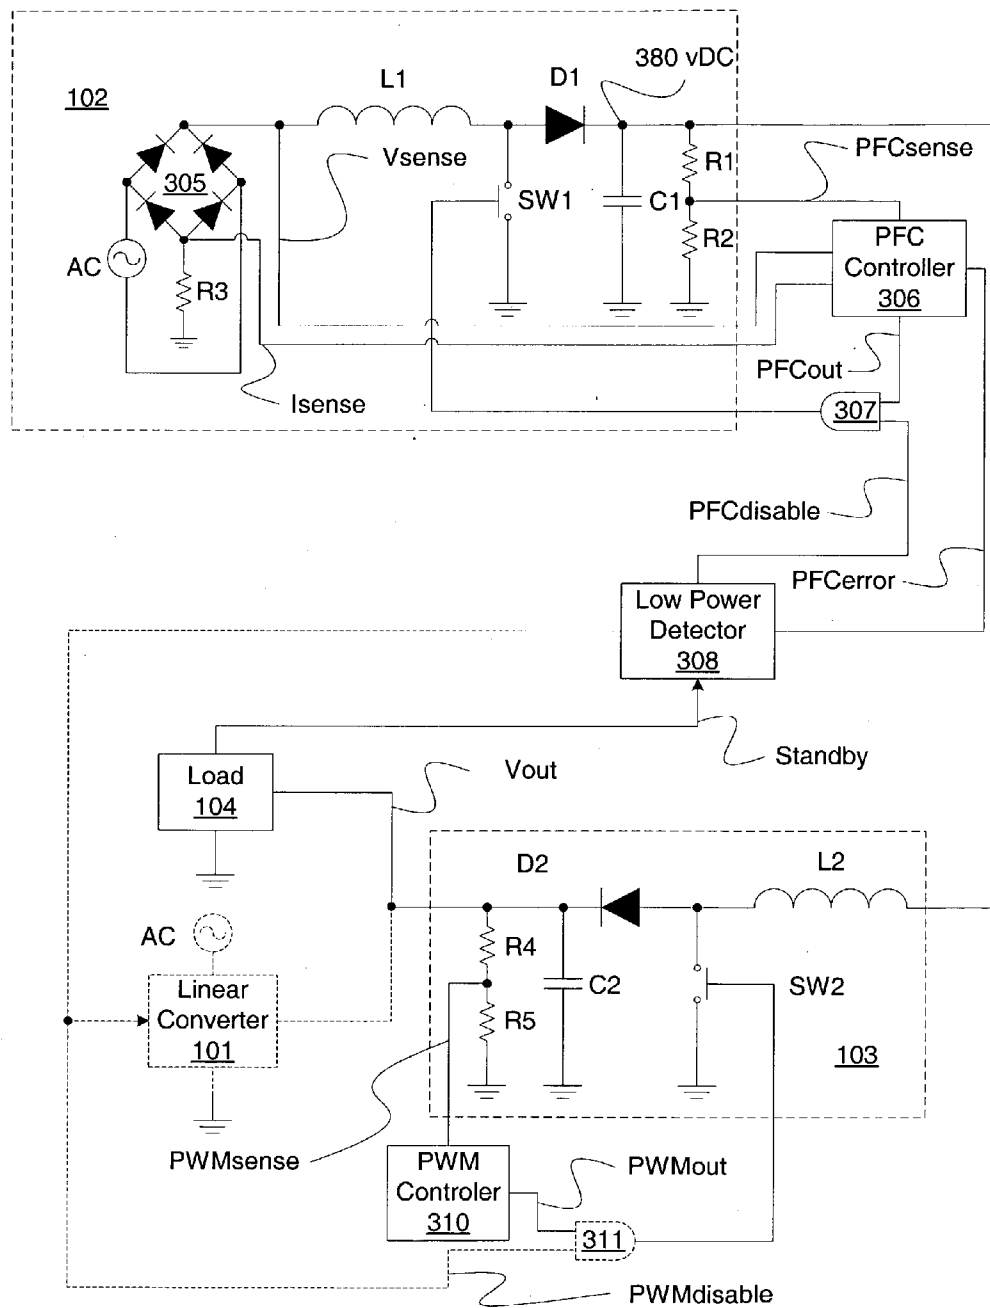 380 vDC
L1
D1
102
Vsense
R1
PFCsense
305
SW1
C1
R2
PFC
Controller
306
AC
R3
PFCout
Isense
307
PFCdisable
PFCerror
Low Power
Detector
308
Standby
Vout
Load
104
D2
L2
AC
R4
C2
SW2
Linear
Converter
101
R5
103
PWMsense
PWM
Controler
310
PWMout
311
PWMdisable